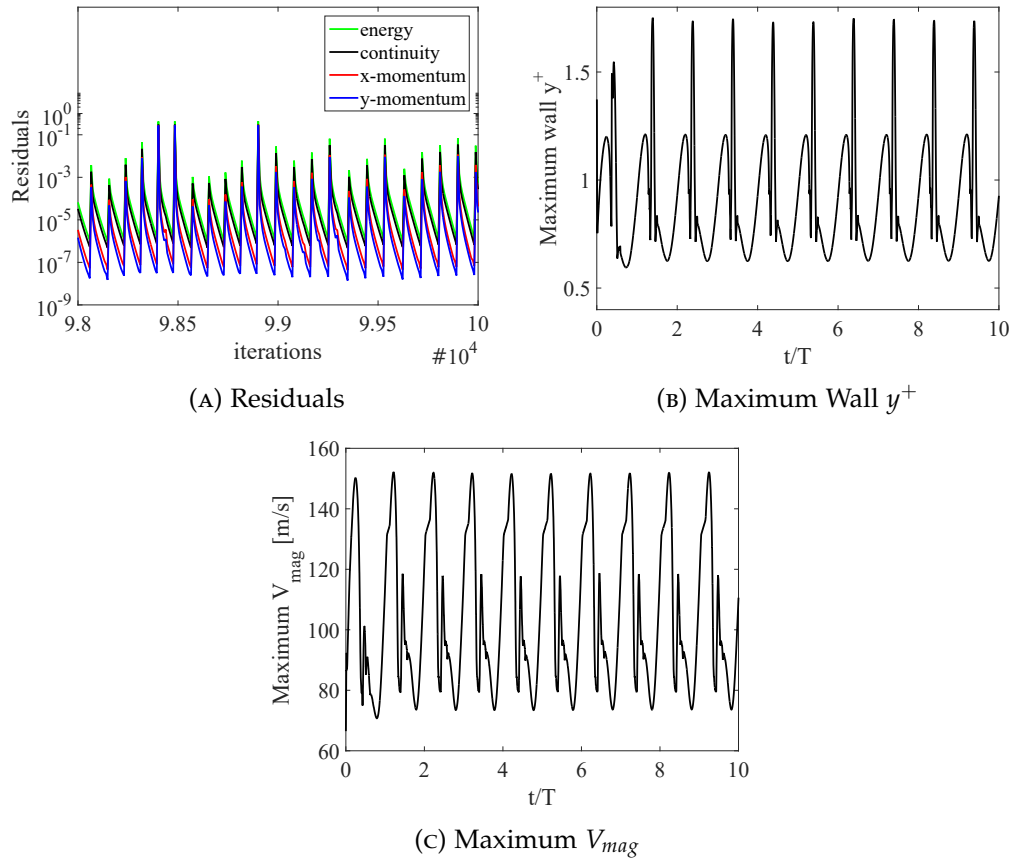 energy
continuity
x-momentum
y-momentum
Residuals
10^0
10^-1
10^-3
10^-5
10^-7
10^-9
9.8 9.85 9.9 9.95 10
iterations #10^4
(A) Residuals
Maximum wall y^+
1.5
1
0.5
0 2 4 6 8 10
t/T
(B) Maximum Wall y^+
Maximum V_mag [m/s]
160
140
120
100
80
60
0 2 4 6 8 10
t/T
(C) Maximum V_mag